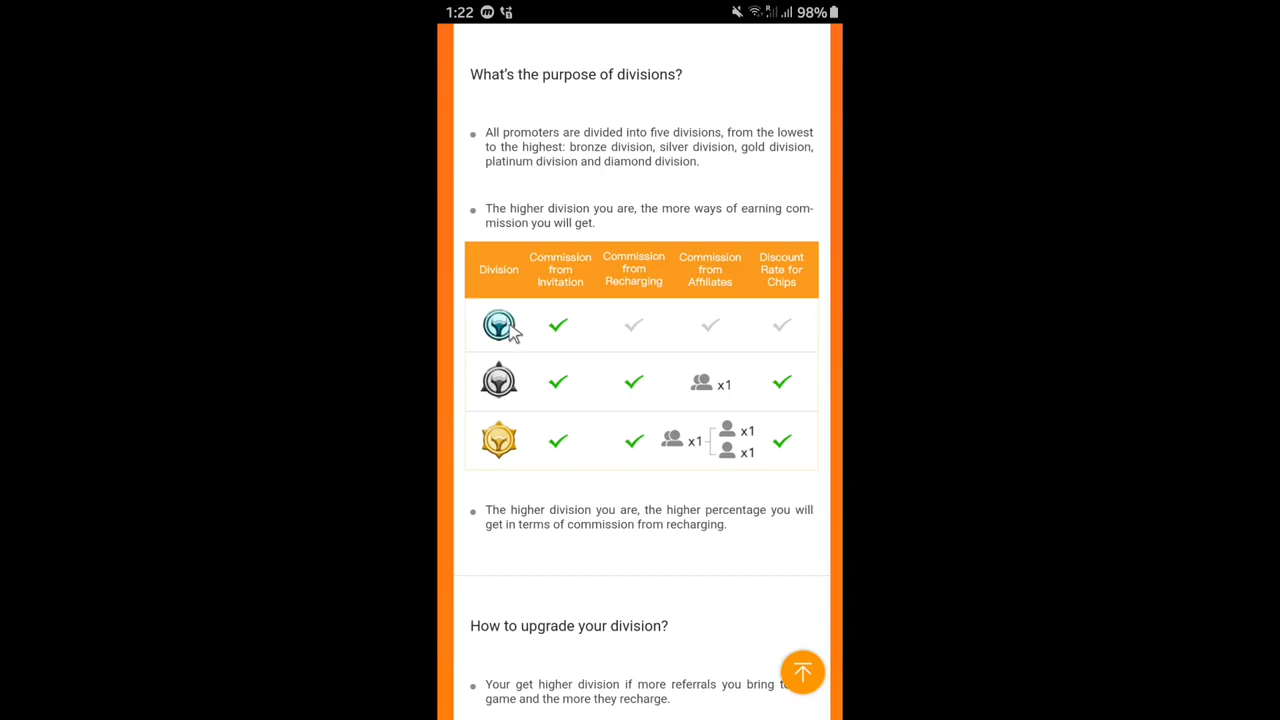 1:22
R
98%
What's the purpose of divisions?
All promoters are divided into five divisions, from the lowest
to the highest: bronze division, silver division, gold division,
platinum division and diamond division.
The higher division you are, the more ways of earning com-
mission you will get.
Division
Commission
from
Invitation
Commission
from
Recharging
Commission
from
Affiliates
Discount
Rate for
Chips
x1
x1
x1
x1
The higher division you are, the higher percentage you will
get in terms of commission from recharging.
How to upgrade your division?
Your get higher division if more referrals you bring
game and the more they recharge.